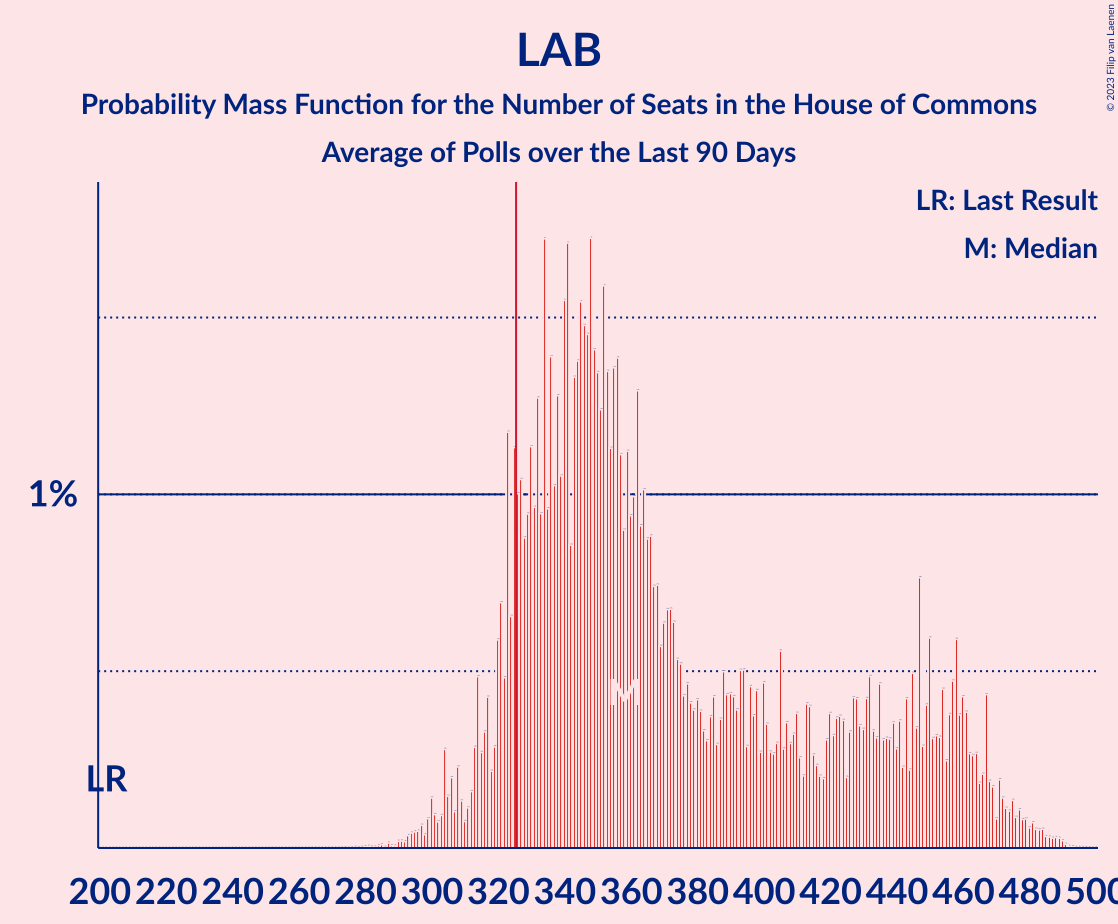 LAB
Probability Mass Function for the Number of Seats in the House of Commons
Average of Polls over the Last 90 Days
© 2023 Filip van Laenen
LR: Last Result
M: Median
1%
M
LR
200 220 240 260 280 300 320 340 360 380 400 420 440 460 480 500